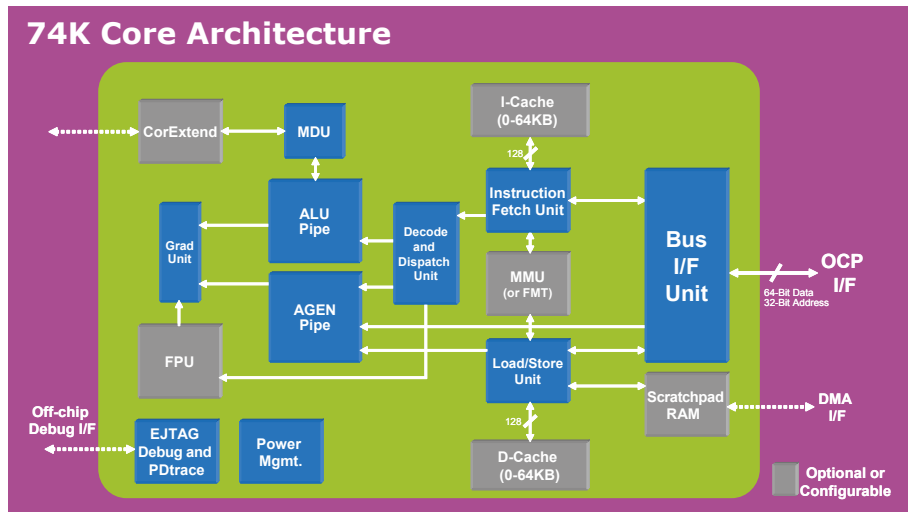 74K Core Architecture
I-Cache
(0-64KB)
CorExtend
MDU
128
Instruction
Fetch Unit
ALU
Pipe
Decode
and
Dispatch
Unit
Grad
Unit
Bus
I/F
Unit
MMU
(or FMT)
OCP
I/F
64-Bit Data
32-Bit Address
AGEN
Pipe
FPU
Load/Store
Unit
Scratchpad
RAM
DMA
I/F
Off-chip
Debug I/F
EJTAG
Debug and
PDtrace
Power
Mgmt.
128
D-Cache
(0-64KB)
Optional or
Configurable